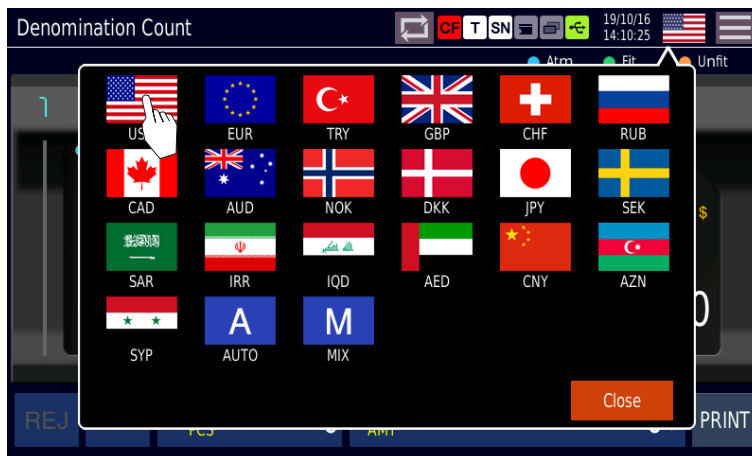 Denomination Count
CF T SN
19/10/16
14:10:25
Atm Fit Unfit
EUR TRY GBP CHF RUB
CAD AUD NOK DKK JPY SEK
$
SAR IRR IQD AED CNY AZN
A M
SYP AUTO MIX
Close
REJ PCS AMT PRINT